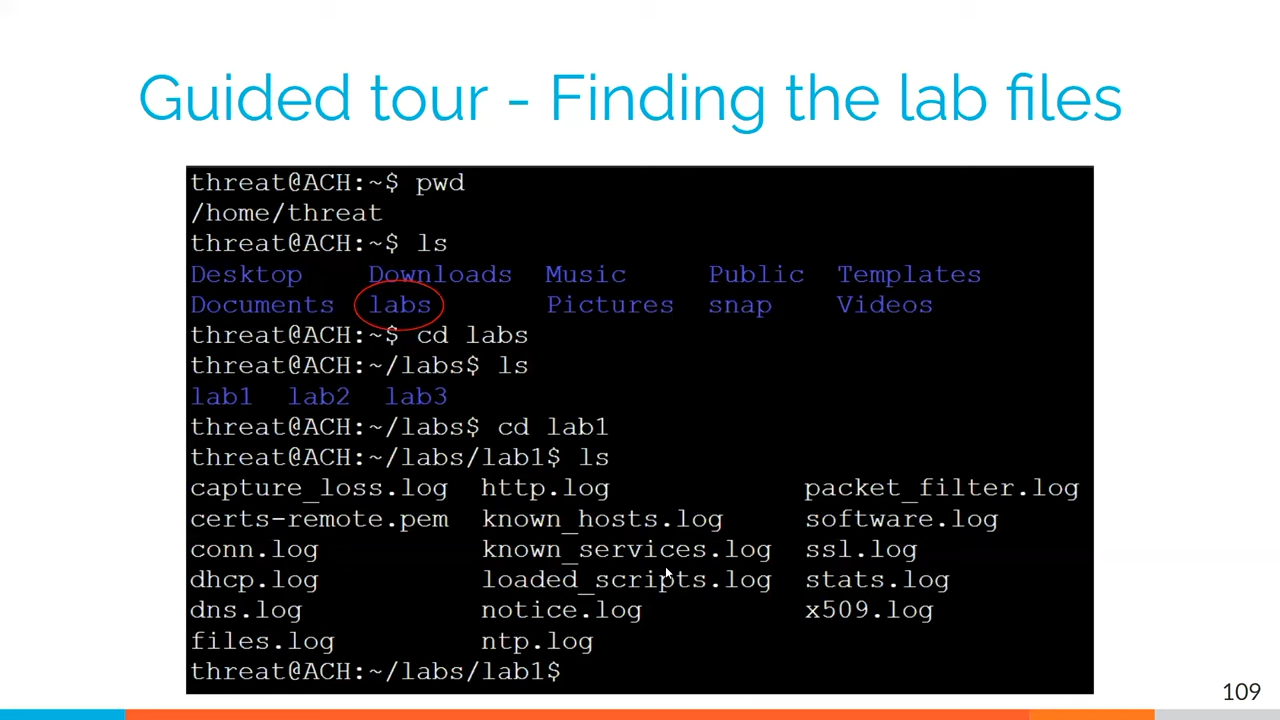 Guided tour - Finding the lab files
threat@ACH:~$ pwd
/home/threat
threat@ACH:~$ ls
Desktop Downloads Music Public Templates
Documents labs Pictures snap Videos
threat@ACH:~$ cd labs
threat@ACH:~/labs$ ls
lab1 lab2 lab3
threat@ACH:~/labs$ cd lab1
threat@ACH:~/labs/lab1$ ls
capture_loss.log http.log packet_filter.log
certs-remote.pem known_hosts.log software.log
conn.log known_services.log ssl.log
dhcp.log loaded_scripts.log stats.log
dns.log notice.log x509.log
files.log ntp.log
threat@ACH:~/labs/lab1$
109